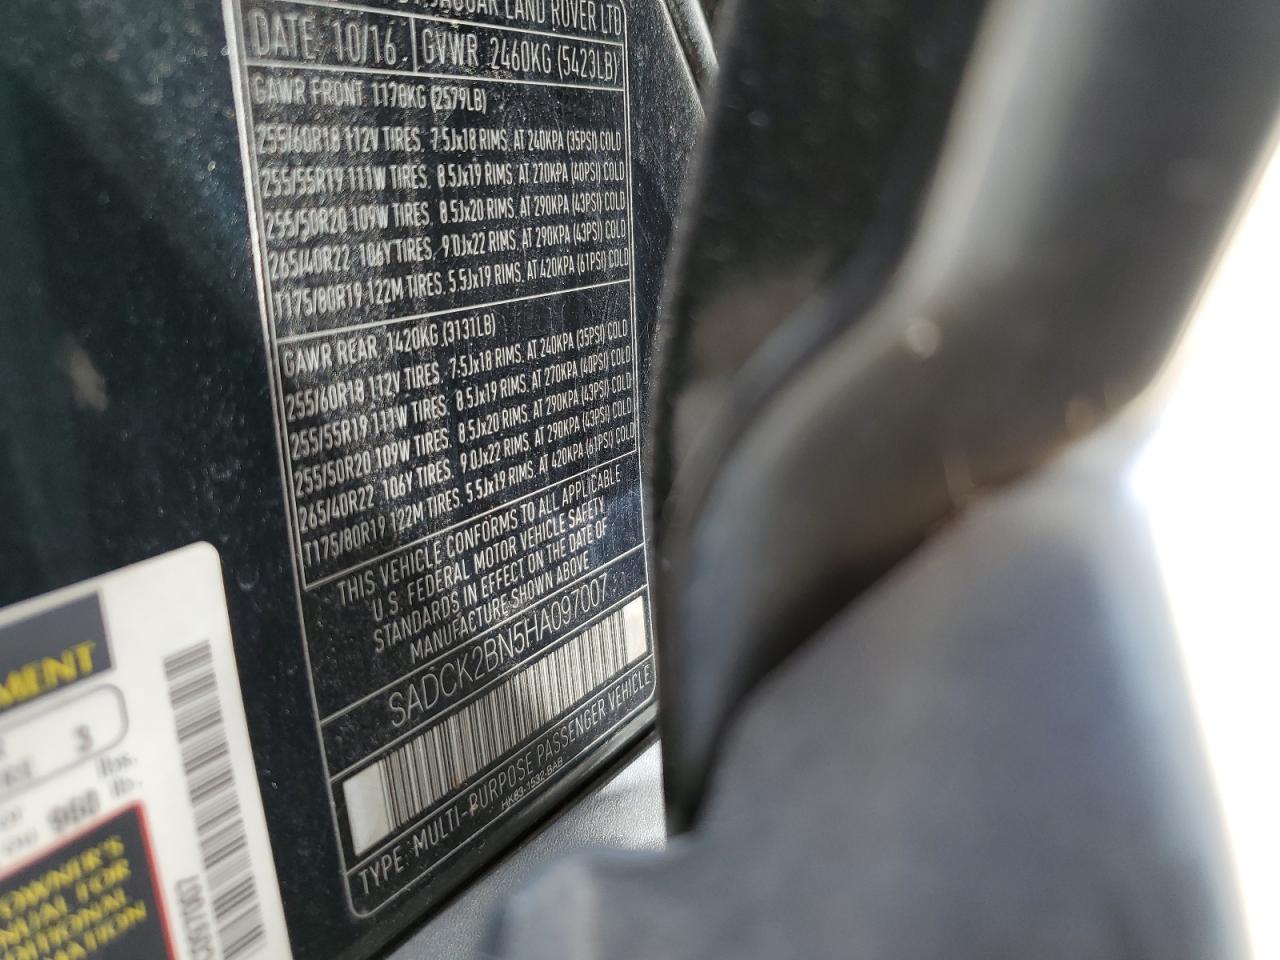 JAGUAR LAND ROVER LTD
DATE: 10/16 GVWR 2460KG (5423LB)
GAWR FRONT 1170KG (2579LB)
255/60R18 112V TIRES, 7.5Jx18 RIMS, AT 240KPA (35PSI) COLD
255/55R19 111W TIRES, 8.5Jx19 RIMS, AT 270KPA (40PSI) COLD
255/50R20 109W TIRES, 8.5Jx20 RIMS, AT 290KPA (43PSI) COLD
265/40R22 106Y TIRES, 9.0Jx22 RIMS, AT 290KPA (43PSI) COLD
T175/80R19 122M TIRES, 5.5Jx19 RIMS, AT 420KPA (61PSI) COLD
GAWR REAR 1420KG (3131LB)
255/60R18 112V TIRES, 7.5Jx18 RIMS, AT 240KPA (35PSI) COLD
255/55R19 111W TIRES, 8.5Jx19 RIMS, AT 270KPA (40PSI) COLD
255/50R20 109W TIRES, 8.5Jx20 RIMS, AT 290KPA (43PSI) COLD
265/40R22 106Y TIRES, 9.0Jx22 RIMS, AT 290KPA (43PSI) COLD
T175/80R19 122M TIRES, 5.5Jx19 RIMS, AT 420KPA (61PSI) COLD
THIS VEHICLE CONFORMS TO ALL APPLICABLE
U.S. FEDERAL MOTOR VEHICLE SAFETY
STANDARDS IN EFFECT ON THE DATE OF
MANUFACTURE SHOWN ABOVE
SADCK2BN5HA097007
TYPE: MULTI-PURPOSE PASSENGER VEHICLE
HK83-1532-BAB
MENT
3
lbs.
960 lb.
OWNER'S
FOR